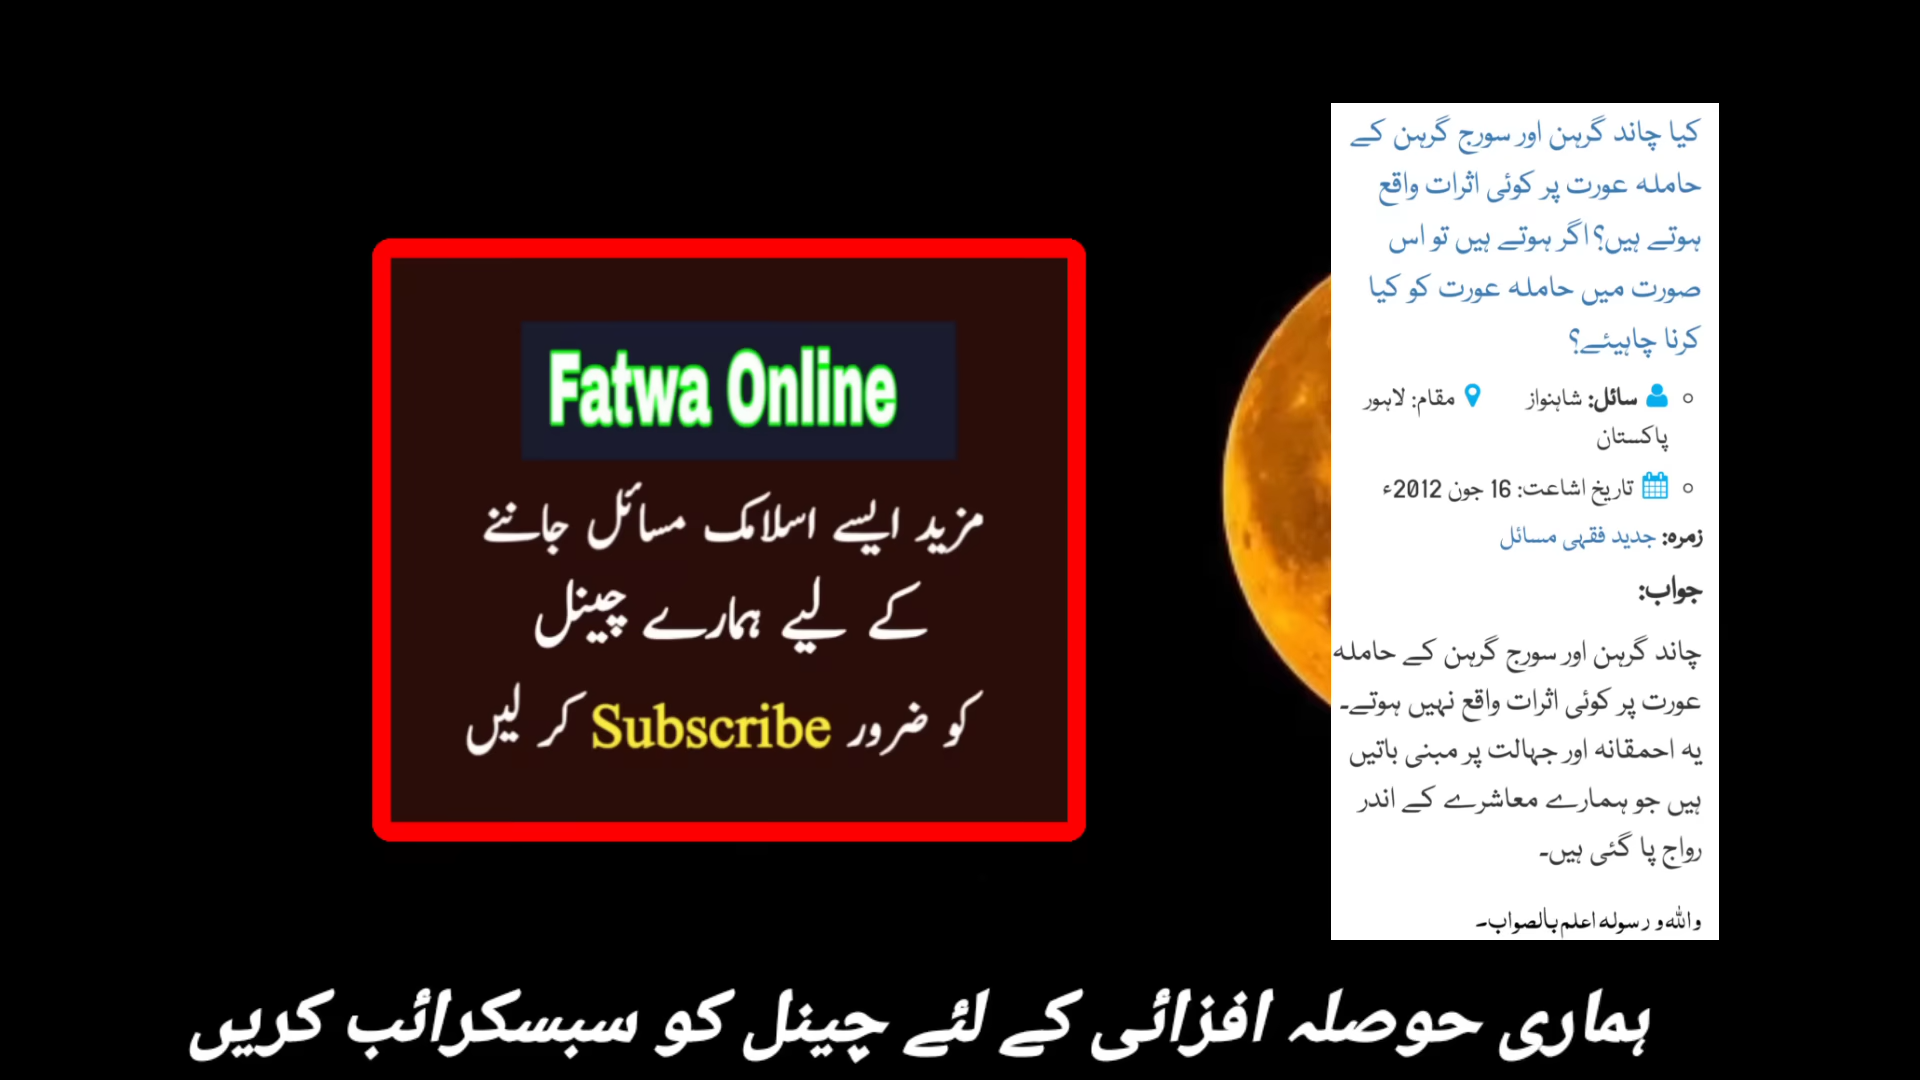 Fatwa Online
مزید ایسے اسلامک مسائل جاننے
کے لیے ہمارے چینل
کو ضرور Subscribe کر لیں
کیا چاند گرہن اور سورج گرہن کے
حاملہ عورت پر کوئی اثرات واقع
ہوتے ہیں؟ اگر ہوتے ہیں تو اس
صورت میں حاملہ عورت کو کیا
کرنا چاہیئے؟
سائل: شاہنواز مقام: لاہور
پاکستان
تاریخ اشاعت: 16 جون 2012ء
زمرہ: جدید فقہی مسائل
جواب:
چاند گرہن اور سورج گرہن کے حاملہ
عورت پر کوئی اثرات واقع نہیں ہوتے۔
یہ احمقانہ اور جہالت پر مبنی باتیں
ہیں جو ہمارے معاشرے کے اندر
رواج پا گئی ہیں۔
واللہ و رسولہ اعلم بالصواب۔
ہماری حوصلہ افزائی کے لئے چینل کو سبسکرائب کریں